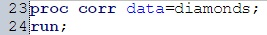 23 proc corr data=diamonds;
24 run;